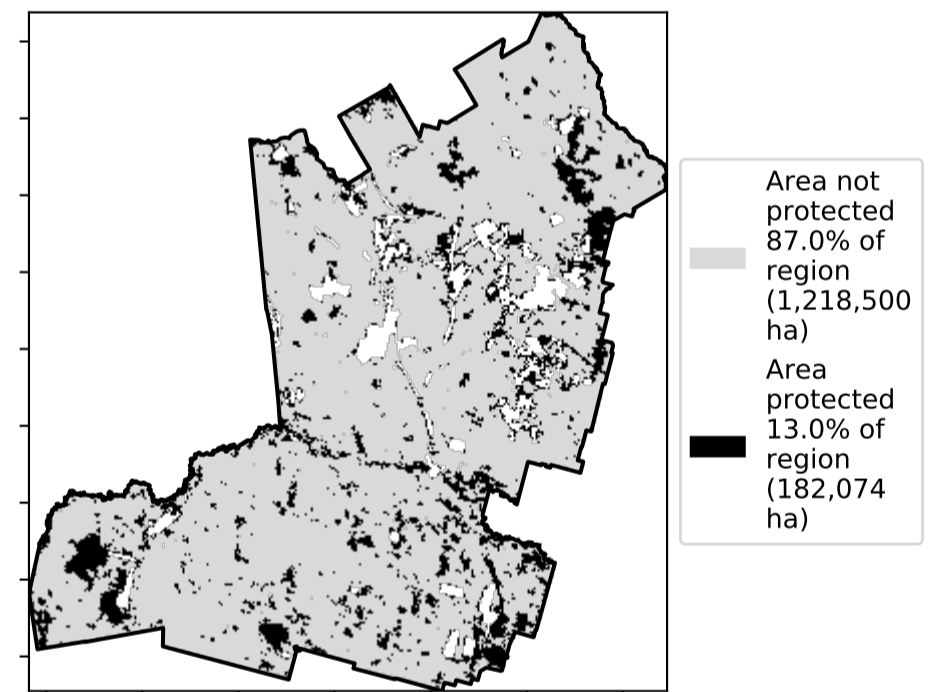 Area not
protected
87.0% of
region
(1,218,500
ha)
Area
protected
13.0% of
region
(182,074
ha)